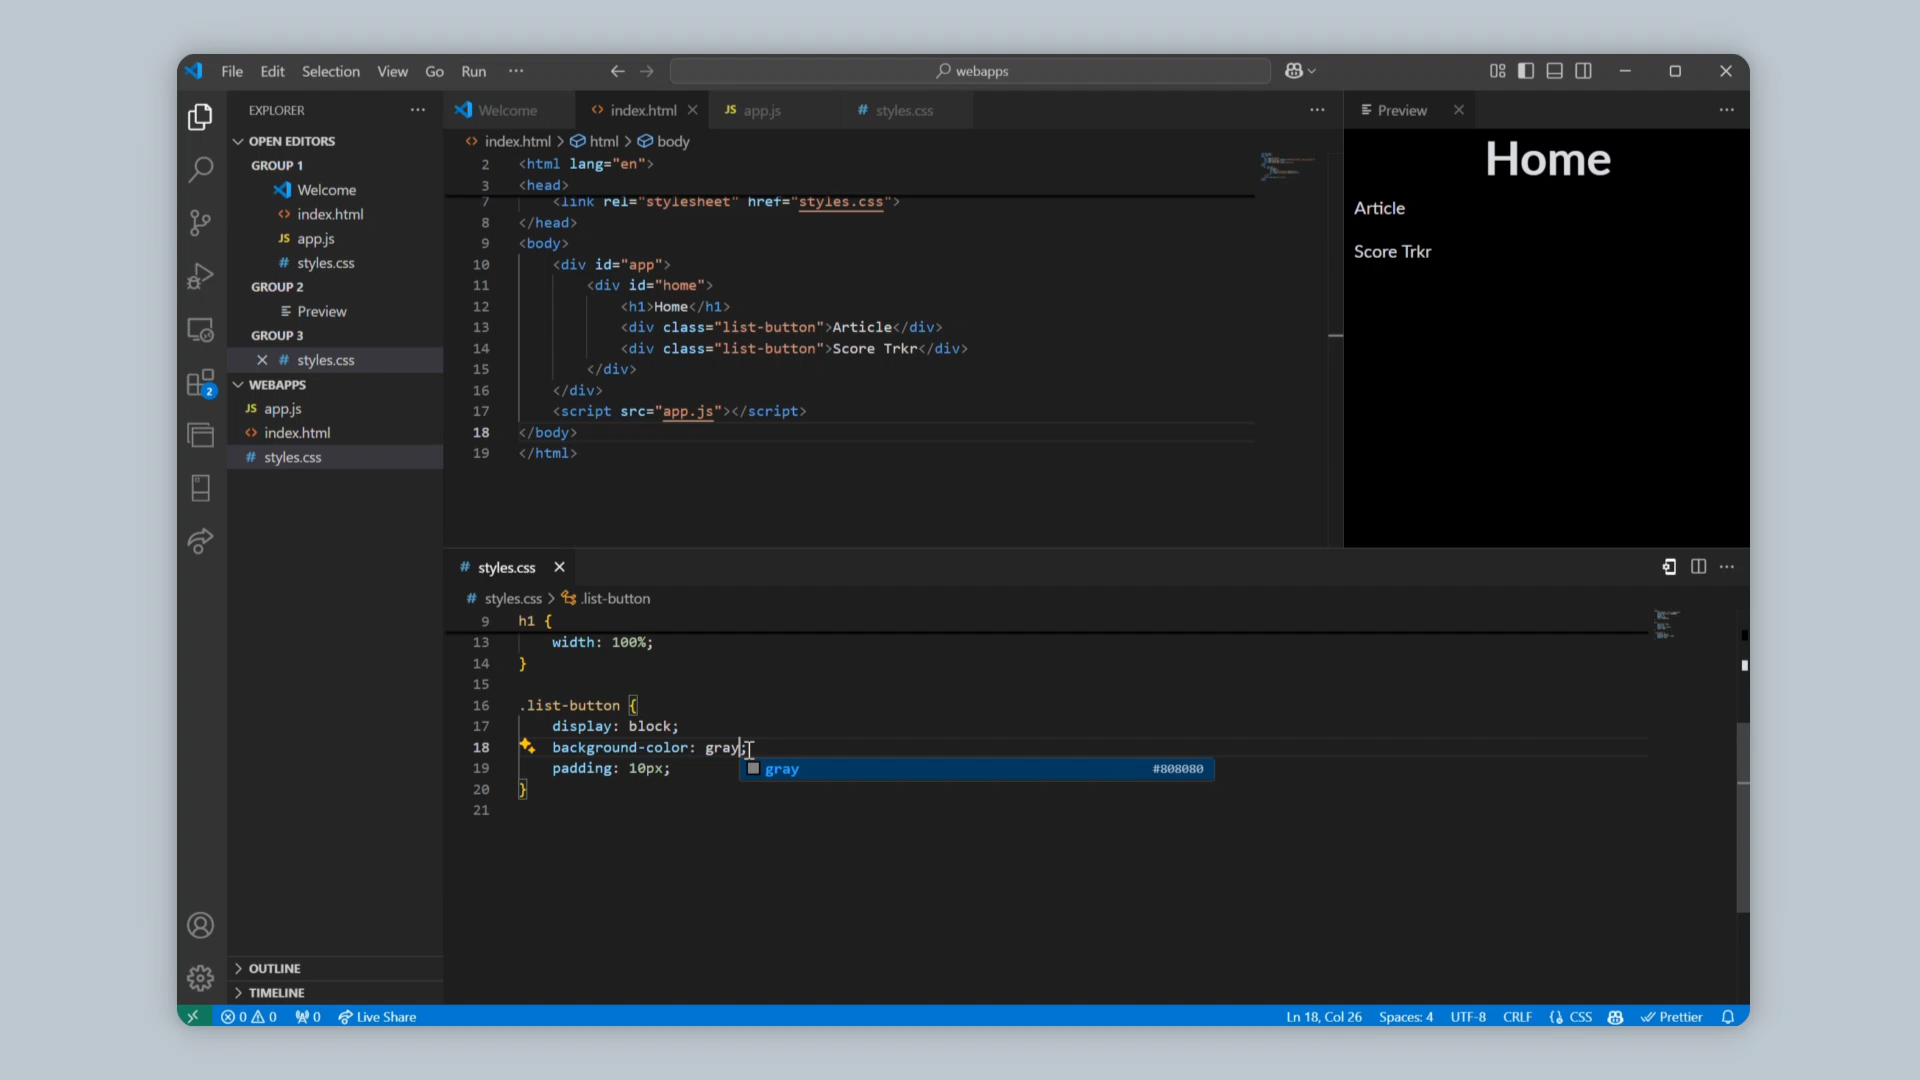 File Edit Selection View Go Run ··· webapps
EXPLORER ···
OPEN EDITORS
GROUP 1
Welcome
index.html
JS app.js
# styles.css
GROUP 2
Preview
GROUP 3
# styles.css
WEBAPPS
JS app.js
index.html
# styles.css
2
OUTLINE
TIMELINE
Welcome <> index.html JS app.js # styles.css ···
<> index.html > html > body
2 <html lang="en">
3 <head>
7 <link rel="stylesheet" href="styles.css">
8 </head>
9 <body>
10 <div id="app">
11 <div id="home">
12 <h1>Home</h1>
13 <div class="list-button">Article</div>
14 <div class="list-button">Score Trkr</div>
15 </div>
16 </div>
17 <script src="app.js"></script>
18 </body>
19 </html>
Preview ···
Home
Article
Score Trkr
# styles.css ···
# styles.css > .list-button
9 h1 {
13 width: 100%;
14 }
15
16 .list-button {
17 display: block;
18 background-color: gray;
gray #808080
19 padding: 10px;
20 }
21
0 0 0 Live Share Ln 18, Col 26 Spaces: 4 UTF-8 CRLF CSS Prettier